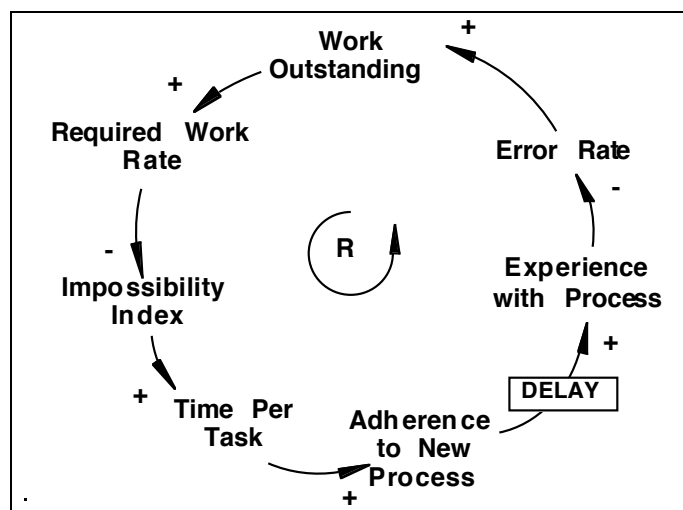 +
Work
Outstanding
+
Required Work
Rate
Error Rate
-
R
-
Impossibility
Index
Experience
with Process
+
DELAY
+
Time Per
Task
Adherence
to New
Process
+
.